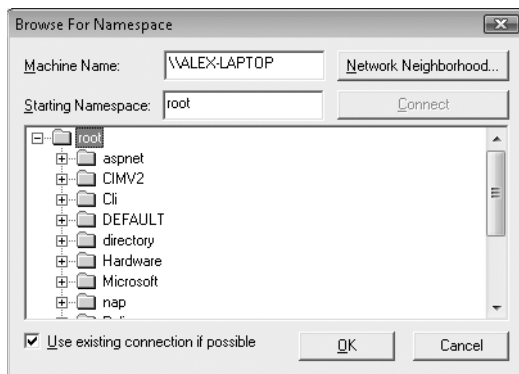 Browse For Namespace
Machine Name: \\ALEX-LAPTOP Network Neighborhood...
Starting Namespace: root Connect
root
aspnet
CIMV2
Cli
DEFAULT
directory
Hardware
Microsoft
nap
Use existing connection if possible OK Cancel